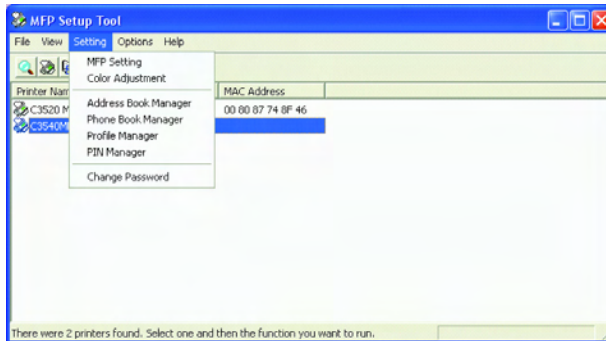 MFP Setup Tool
File View Setting Options Help
MFP Setting
Color Adjustment
Address Book Manager
Phone Book Manager
Profile Manager
PIN Manager
Change Password
Printer Nam MAC Address
C3520 M 00 80 87 74 8F 46
C3540MF
There were 2 printers found. Select one and then the function you want to run.